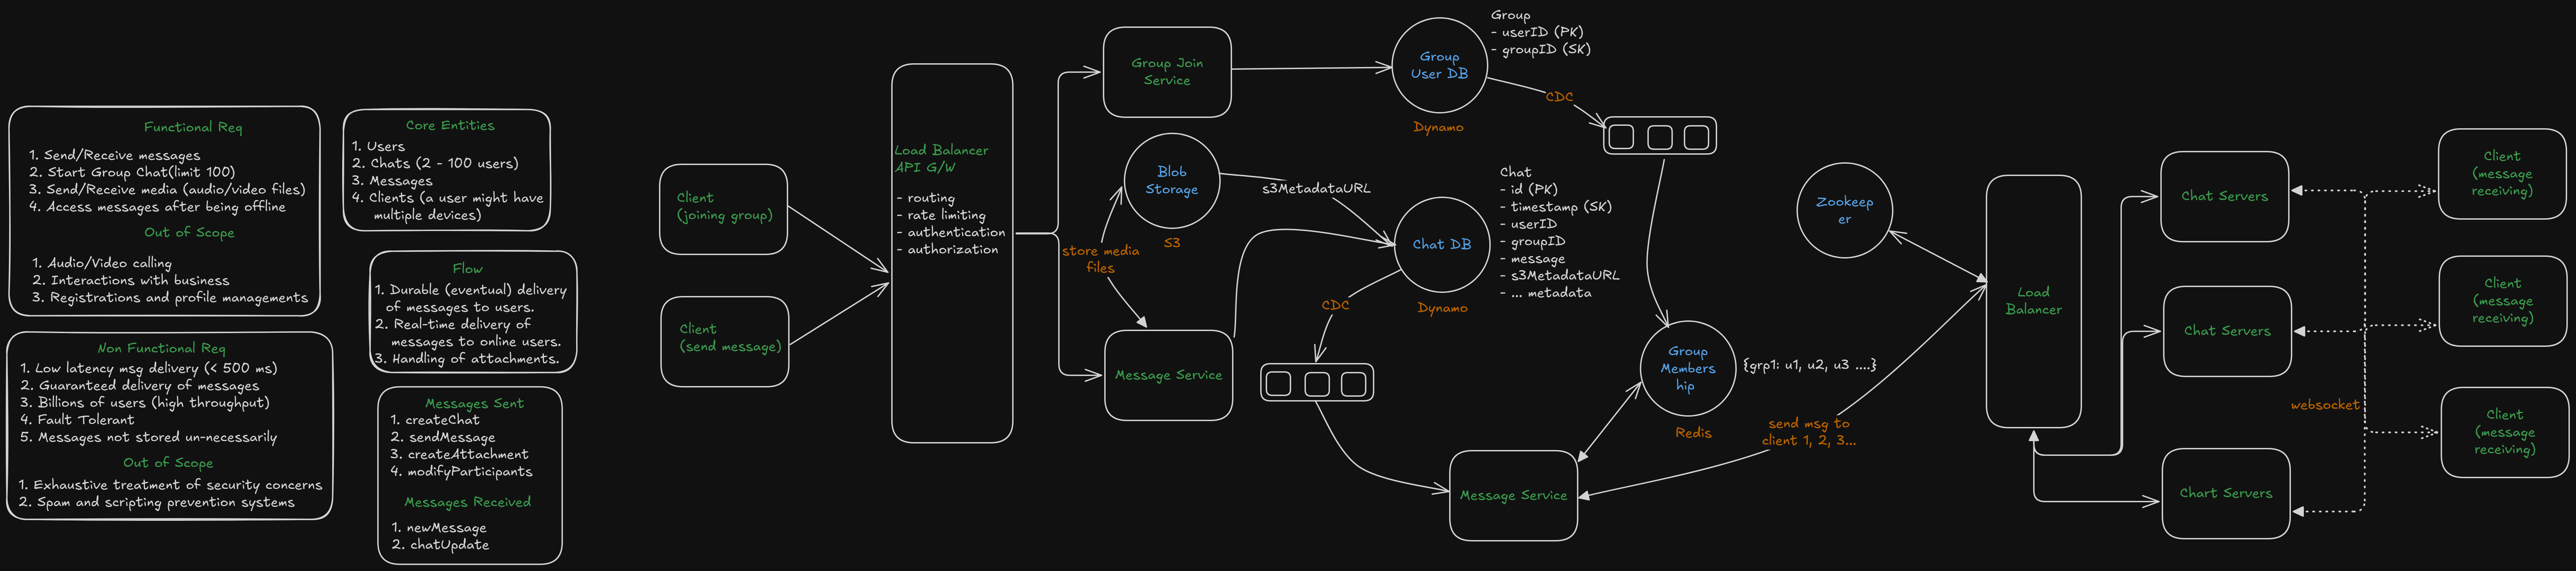 Functional Req
1. Send/Receive messages
2. Start Group Chat(limit 100)
3. Send/Receive media (audio/video files)
4. Access messages after being offline
Out of Scope
1. Audio/Video calling
2. Interactions with business
3. Registrations and profile managements
Non Functional Req
1. Low latency msg delivery (< 500 ms)
2. Guaranteed delivery of messages
3. Billions of users (high throughput)
4. Fault Tolerant
5. Messages not stored un-necessarily
Out of Scope
1. Exhaustive treatment of security concerns
2. Spam and scripting prevention systems
Core Entities
1. Users
2. Chats (2 - 100 users)
3. Messages
4. Clients (a user might have
multiple devices)
Flow
1. Durable (eventual) delivery
of messages to users.
2. Real-time delivery of
messages to online users.
3. Handling of attachments.
Messages Sent
1. createChat
2. sendMessage
3. createAttachment
4. modifyParticipants
Messages Received
1. newMessage
2. chatUpdate
Client
(joining group)
Client
(send message)
Load Balancer
API G/W
- routing
- rate limiting
- authentication
- authorization
Group Join
Service
Blob
Storage
S3
store media
files
Message Service
s3MetadataURL
Group
User DB
Dynamo
Group
- userID (PK)
- groupID (SK)
CDC
Chat DB
Dynamo
Chat
- id (PK)
- timestamp (SK)
- userID
- groupID
- message
- s3MetadataURL
- ... metadata
CDC
Message Service
Group
Members
hip
Redis
{grp1: u1, u2, u3 ....}
send msg to
client 1, 2, 3...
Zookeep
er
Load
Balancer
Chat Servers
Chat Servers
Chart Servers
websocket
Client
(message
receiving)
Client
(message
receiving)
Client
(message
receiving)